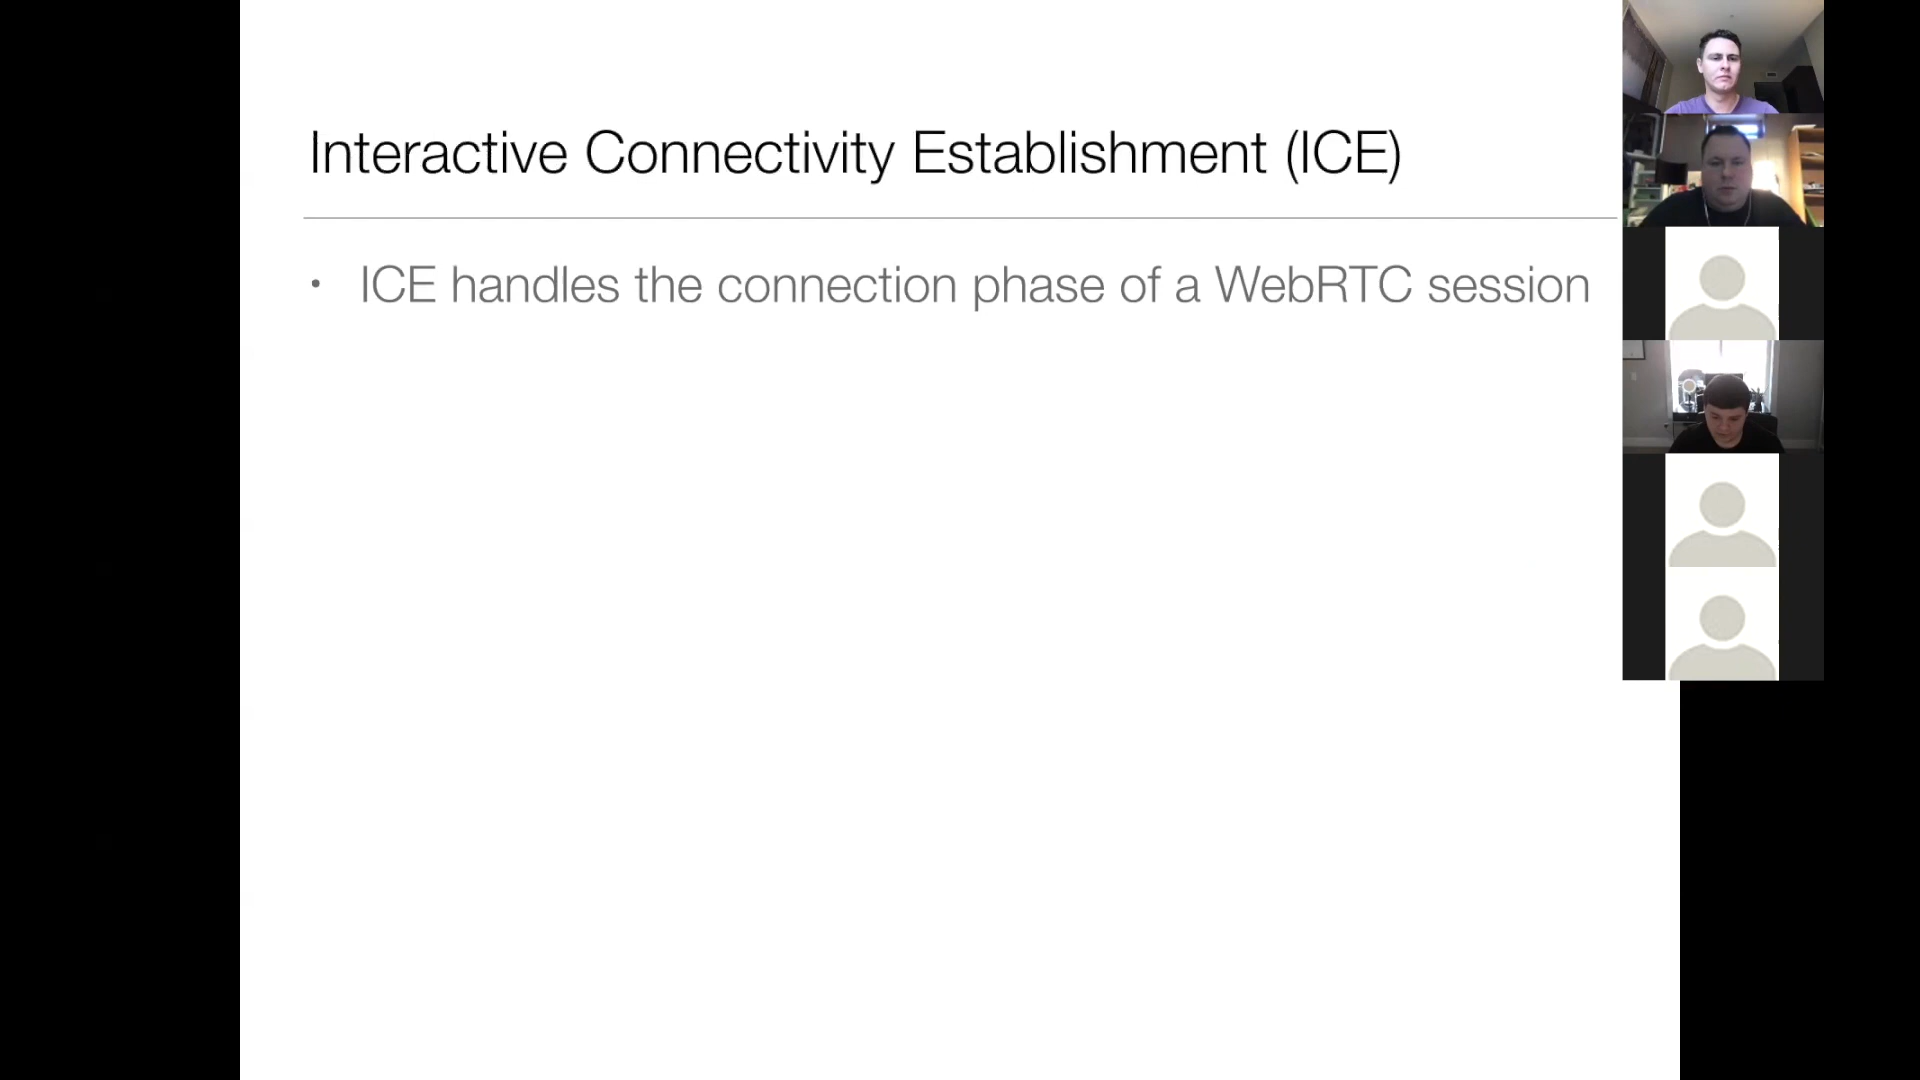 Interactive Connectivity Establishment (ICE)
• ICE handles the connection phase of a WebRTC session